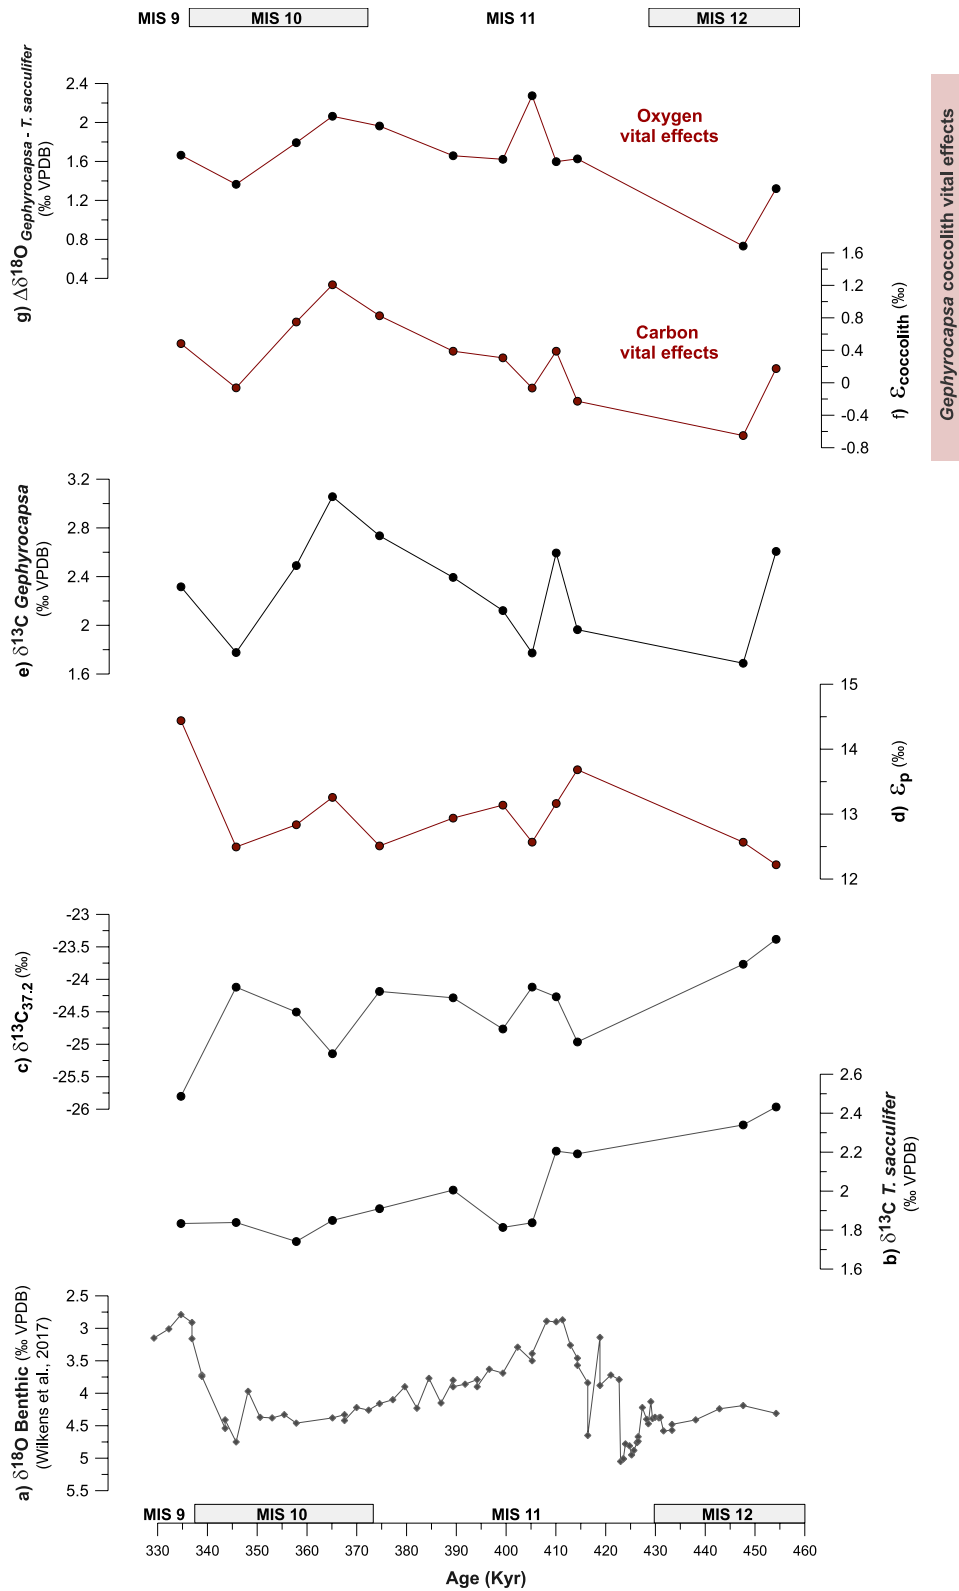 MIS 9
MIS 10
MIS 11
MIS 12
g) Δδ18O Gephyrocapsa - T. sacculifer
(‰ VPDB)
2.4
2
1.6
1.2
0.8
0.4
Oxygen
vital effects
Gephyrocapsa coccolith vital effects
1.6
1.2
0.8
0.4
0
-0.4
-0.8
f) εcoccolith (‰)
Carbon
vital effects
e) δ13C Gephyrocapsa
(‰ VPDB)
3.2
2.8
2.4
2
1.6
15
14
13
12
d) εp (‰)
c) δ13C37.2 (‰)
-23
-23.5
-24
-24.5
-25
-25.5
-26
2.6
2.4
2.2
2
1.8
1.6
b) δ13C T. sacculifer
(‰ VPDB)
a) δ18O Benthic (‰ VPDB)
(Wilkens et al., 2017)
2.5
3
3.5
4
4.5
5
5.5
MIS 9
MIS 10
MIS 11
MIS 12
330
340
350
360
370
380
390
400
410
420
430
440
450
460
Age (Kyr)